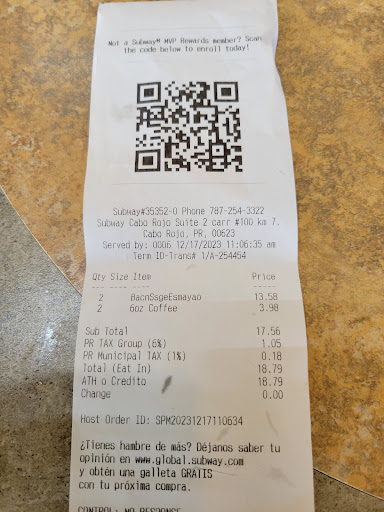 Not a Subway® MVP Rewards member? Scan
the code below to enroll today!
Subway#35352-0 Phone 787-254-3322
Subway Cabo Rojo Suite 2 carr #100 km 7.
Cabo Rojo, PR, 00623
Served by: 0006 12/17/2023 11:06:35 am
Term ID-Trans# 1/A-254454
Qty Size Item Price
2 BacnSsgeEsmayao 13.58
2 6oz Coffee 3.98
Sub Total 17.56
PR TAX Group (6%) 1.05
PR Municipal TAX (1%) 0.18
Total (Eat In) 18.79
ATH o Credito 18.79
Change 0.00
Host Order ID: SPM20231217110634
¿Tienes hambre de más? Déjanos saber tu
opinión en www.global.subway.com
y obtén una galleta GRATIS
con tu próxima compra.
CONTROL: NO RESPONSE